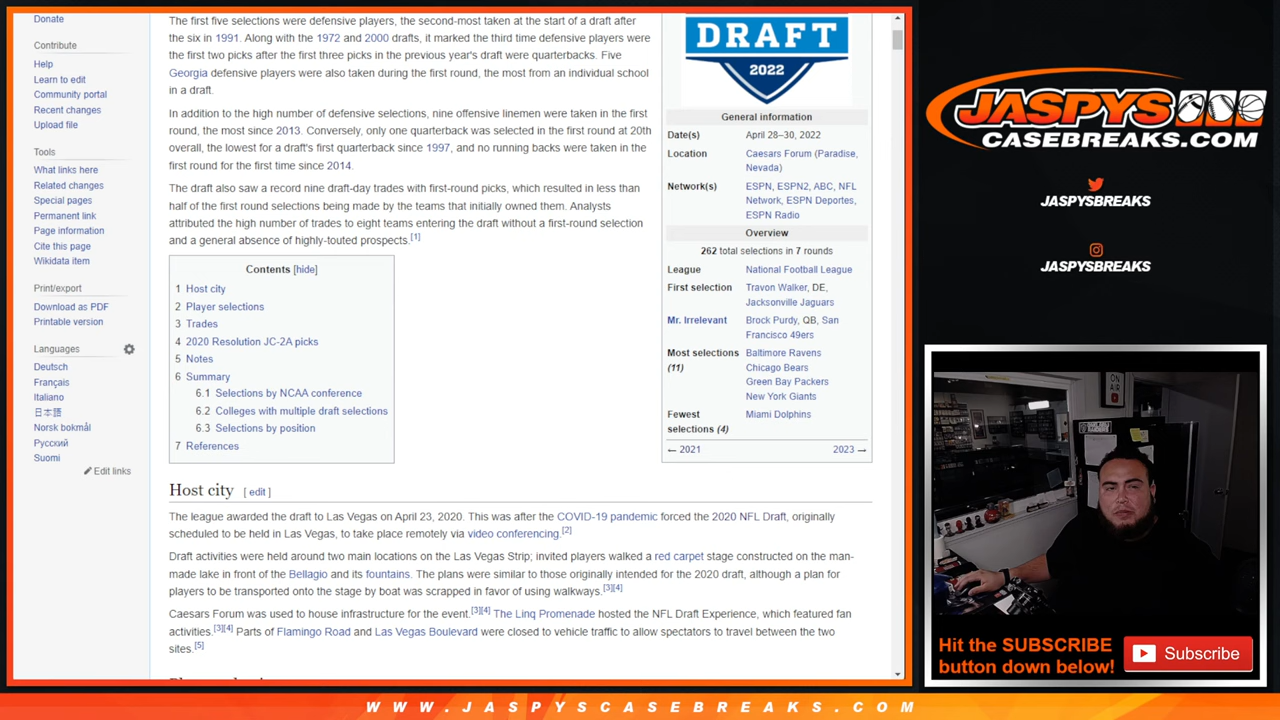 Donate
Contribute
Help
Learn to edit
Community portal
Recent changes
Upload file
Tools
What links here
Related changes
Special pages
Permanent link
Page information
Cite this page
Wikidata item
Print/export
Download as PDF
Printable version
Languages
Deutsch
Français
Italiano
日本語
Norsk bokmål
Русский
Suomi
Edit links
The first five selections were defensive players, the second-most taken at the start of a draft after
the six in 1991. Along with the 1972 and 2000 drafts, it marked the third time defensive players were
the first two picks after the first three picks in the previous year's draft were quarterbacks. Five
Georgia defensive players were also taken during the first round, the most from an individual school
in a draft.
In addition to the high number of defensive selections, nine offensive linemen were taken in the first
round, the most since 2013. Conversely, only one quarterback was selected in the first round at 20th
overall, the lowest for a draft's first quarterback since 1997, and no running backs were taken in the
first round for the first time since 2014.
The draft also saw a record nine draft-day trades with first-round picks, which resulted in less than
half of the first round selections being made by the teams that initially owned them. Analysts
attributed the high number of trades to eight teams entering the draft without a first-round selection
and a general absence of highly-touted prospects.[1]
Contents [hide]
1 Host city
2 Player selections
3 Trades
4 2020 Resolution JC-2A picks
5 Notes
6 Summary
6.1 Selections by NCAA conference
6.2 Colleges with multiple draft selections
6.3 Selections by position
7 References
DRAFT
2022
General information
Date(s) April 28–30, 2022
Location Caesars Forum (Paradise,
Nevada)
Network(s) ESPN, ESPN2, ABC, NFL
Network, ESPN Deportes,
ESPN Radio
Overview
262 total selections in 7 rounds
League National Football League
First selection Travon Walker, DE,
Jacksonville Jaguars
Mr. Irrelevant Brock Purdy, QB, San
Francisco 49ers
Most selections Baltimore Ravens
(11) Chicago Bears
Green Bay Packers
New York Giants
Fewest Miami Dolphins
selections (4)
← 2021 2023 →
Host city [ edit ]
The league awarded the draft to Las Vegas on April 23, 2020. This was after the COVID-19 pandemic forced the 2020 NFL Draft, originally
scheduled to be held in Las Vegas, to take place remotely via video conferencing.[2]
Draft activities were held around two main locations on the Las Vegas Strip; invited players walked a red carpet stage constructed on the man-
made lake in front of the Bellagio and its fountains. The plans were similar to those originally intended for the 2020 draft, although a plan for
players to be transported onto the stage by boat was scrapped in favor of using walkways.[3][4]
Caesars Forum was used to house infrastructure for the event.[3][4] The Linq Promenade hosted the NFL Draft Experience, which featured fan
activities.[3][4] Parts of Flamingo Road and Las Vegas Boulevard were closed to vehicle traffic to allow spectators to travel between the two
sites.[5]
JASPYS
CASEBREAKS.COM
JASPYSBREAKS
JASPYSBREAKS
ON
AIR
Hit the SUBSCRIBE
button down below!
Subscribe
WWW.JASPYSCASEBREAKS.COM